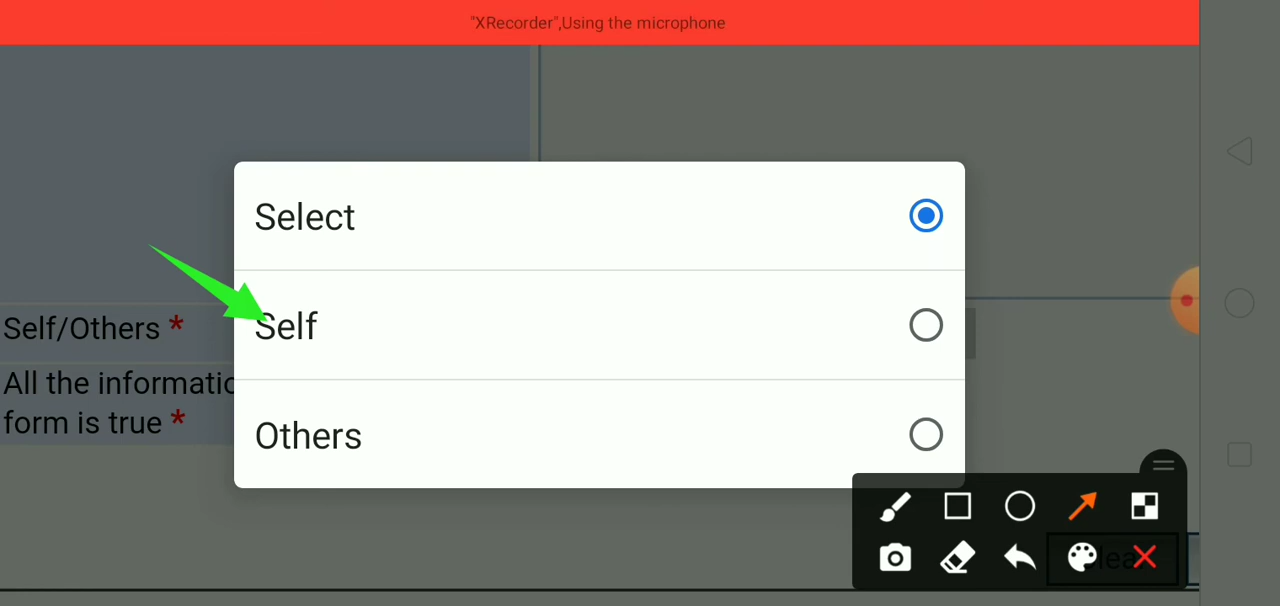 "XRecorder",Using the microphone
Select
Self
Others
Self/Others *
All the informatic
form is true *